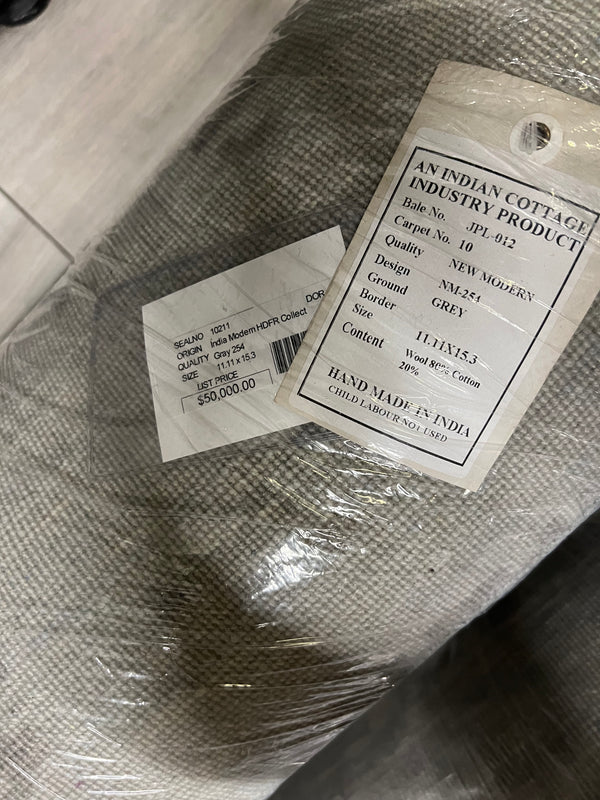 AN INDIAN COTTAGE
INDUSTRY PRODUCT
Bale No. JPL-012
Carpet No. 10
Quality NEW MODERN
Design NM-254
Ground GREY
Border
Size 11.11X15.3
Content Wool 80% Cotton
20%
HAND MADE IN INDIA
CHILD LABOUR NOT USED
DOR
SEALNO 10211
ORIGIN India Modern HDFR Collect
QUALITY Gray 254
SIZE 11.11 x 15.3
LIST PRICE
$50,000.00